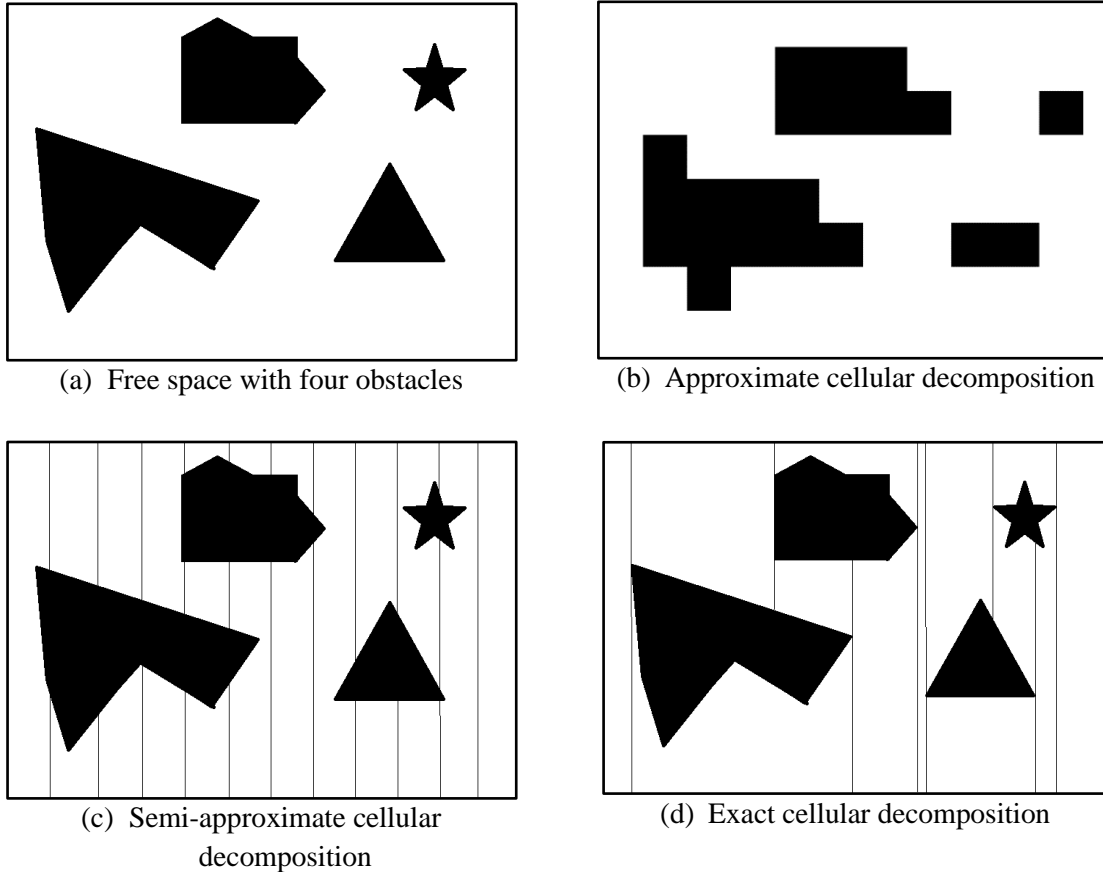 (a) Free space with four obstacles
(b) Approximate cellular decomposition
(c) Semi-approximate cellular
decomposition
(d) Exact cellular decomposition